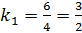 k₁ = 6/4 = 3/2